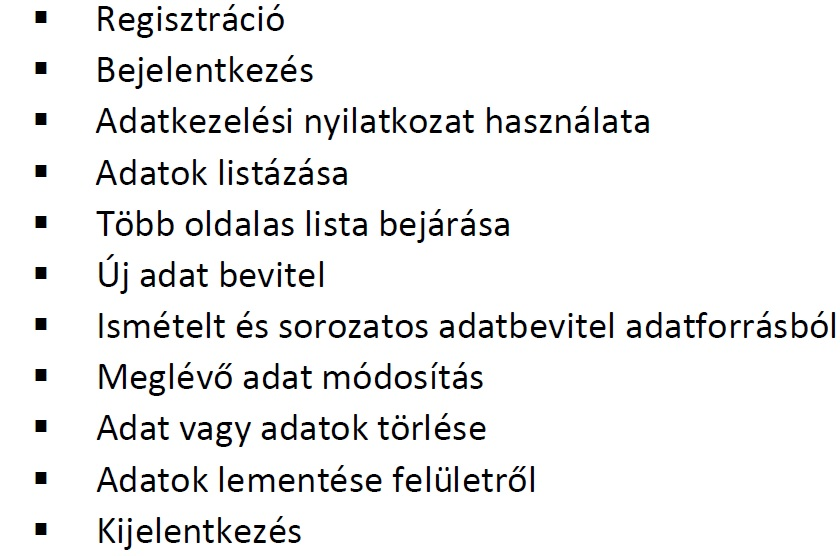 ▪ Regisztráció
▪ Bejelentkezés
▪ Adatkezelési nyilatkozat használata
▪ Adatok listázása
▪ Több oldalas lista bejárása
▪ Új adat bevitel
▪ Ismételt és sorozatos adatbevitel adatforrásból
▪ Meglévő adat módosítás
▪ Adat vagy adatok törlése
▪ Adatok lementése felületről
▪ Kijelentkezés